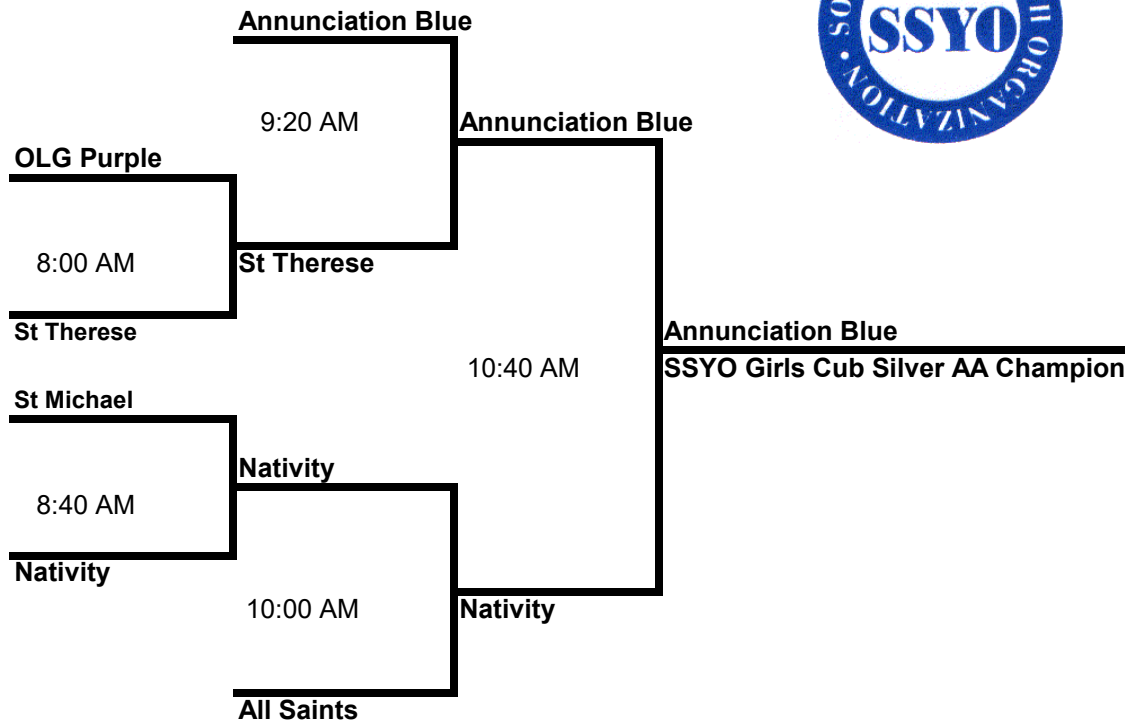 Annunciation Blue
SSYO
ORGANIZATION
9:20 AM
Annunciation Blue
OLG Purple
8:00 AM
St Therese
St Therese
Annunciation Blue
10:40 AM
SSYO Girls Cub Silver AA Champion
St Michael
Nativity
8:40 AM
Nativity
10:00 AM
Nativity
All Saints